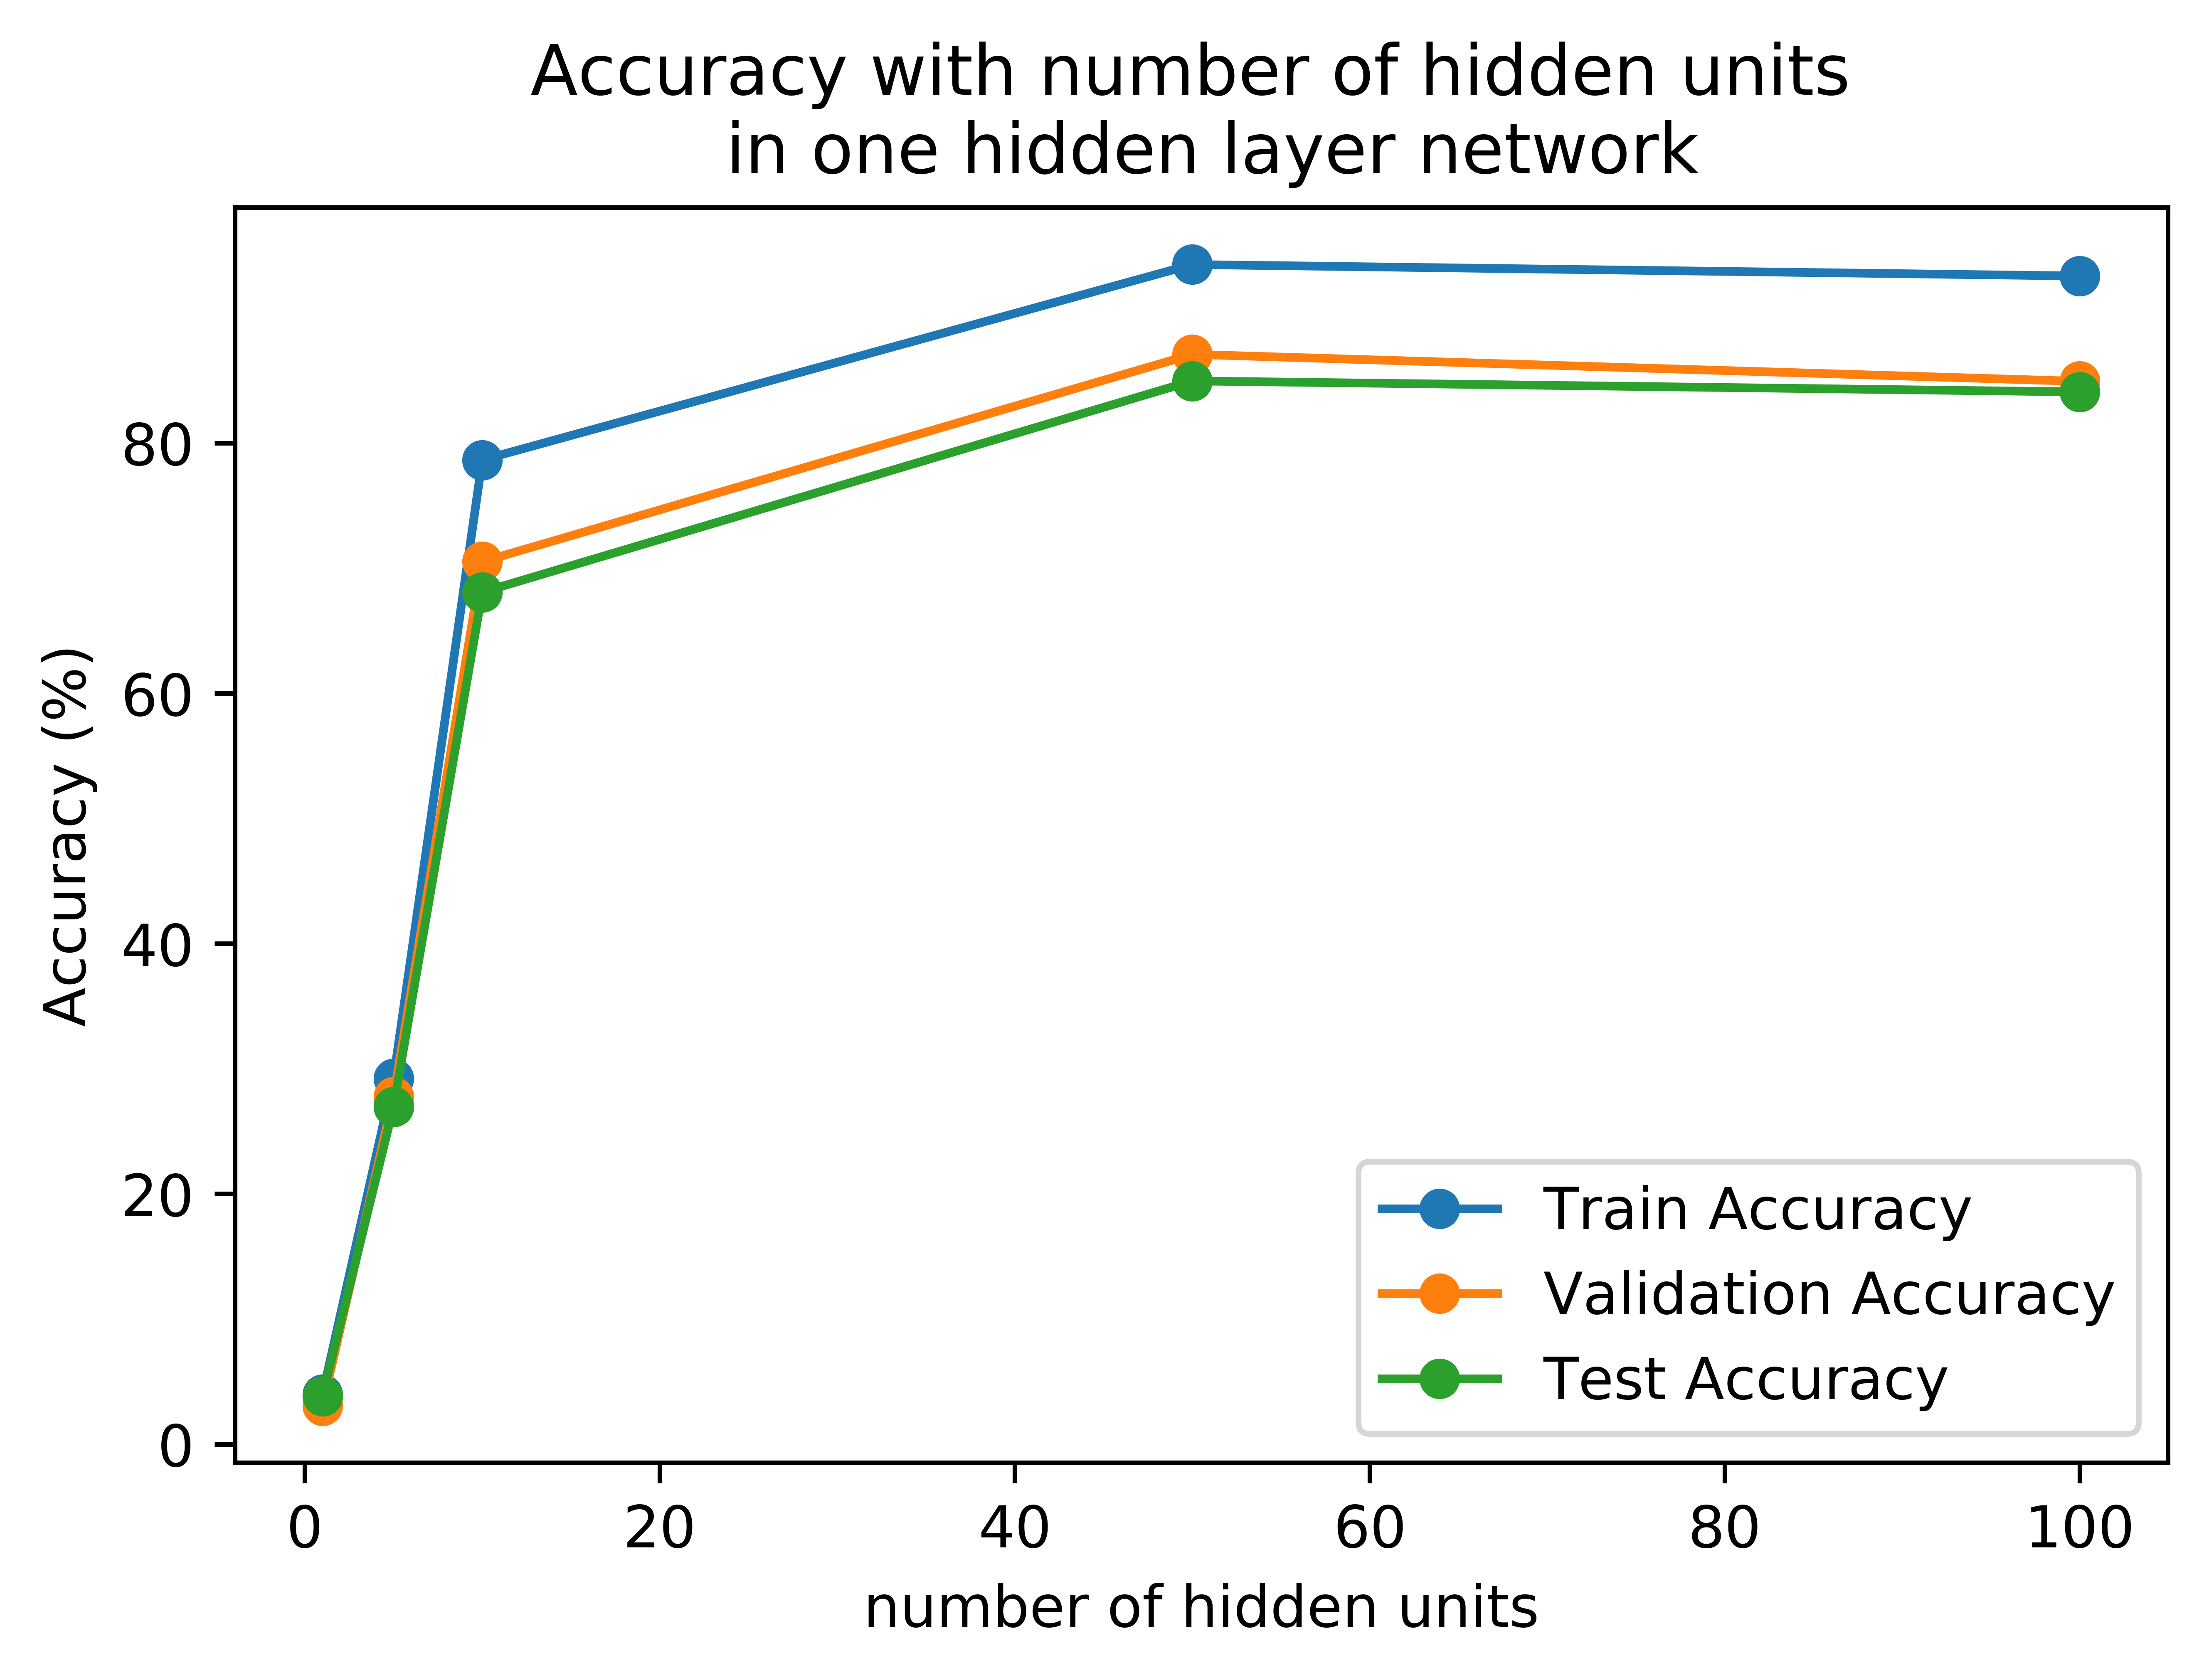 Accuracy with number of hidden units
in one hidden layer network
Accuracy (%)
80
60
40
20
0
0 20 40 60 80 100
number of hidden units
Train Accuracy
Validation Accuracy
Test Accuracy